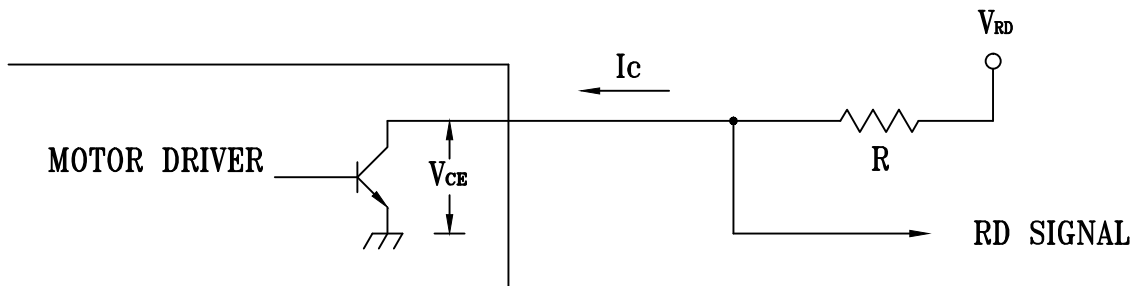 V_RD
Ic
MOTOR DRIVER
V_CE
R
RD SIGNAL